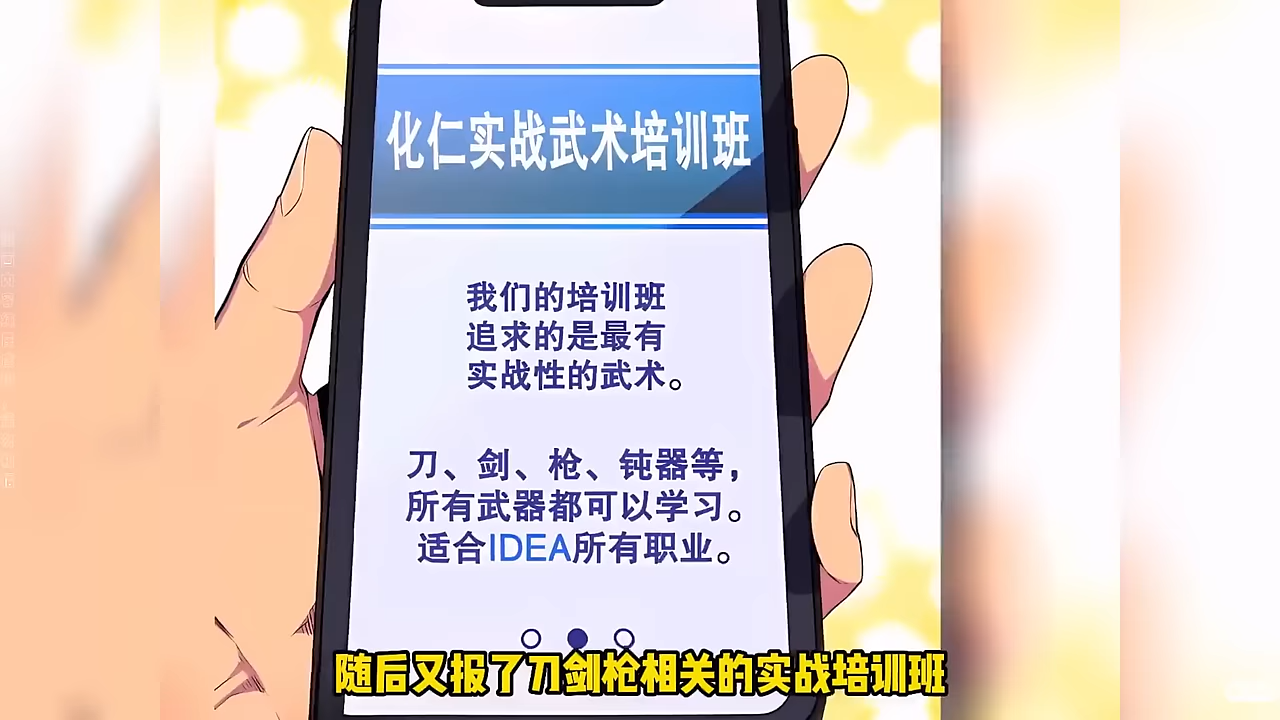 化仁实战武术培训班
我们的培训班
追求的是最有
实战性的武术。
刀、剑、枪、钝器等，
所有武器都可以学习。
适合IDEA所有职业。
随后又报了刀剑枪相关的实战培训班